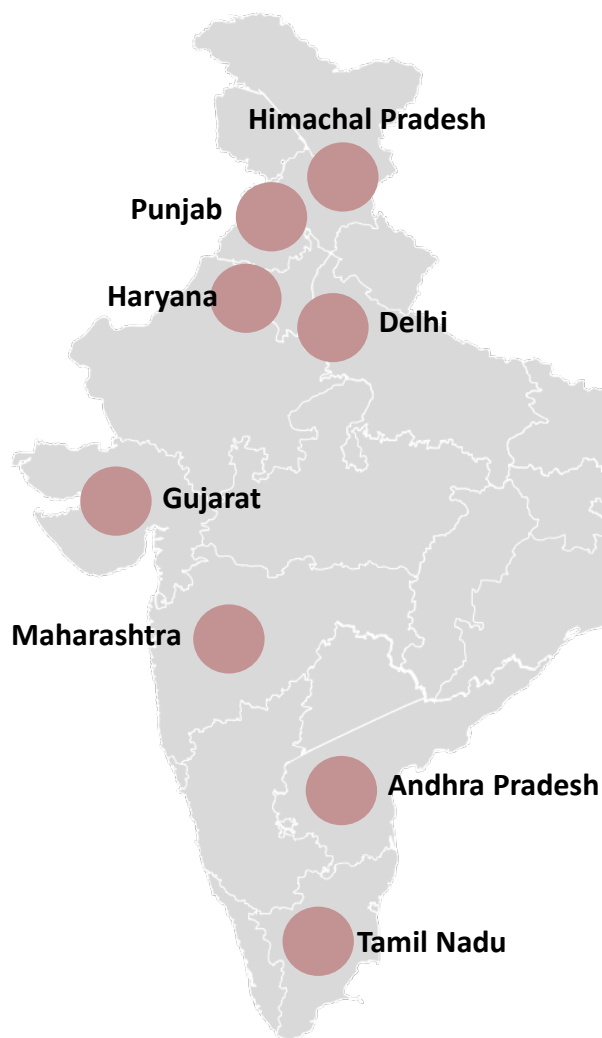 Himachal Pradesh
Punjab
Haryana
Delhi
Gujarat
Maharashtra
Andhra Pradesh
Tamil Nadu